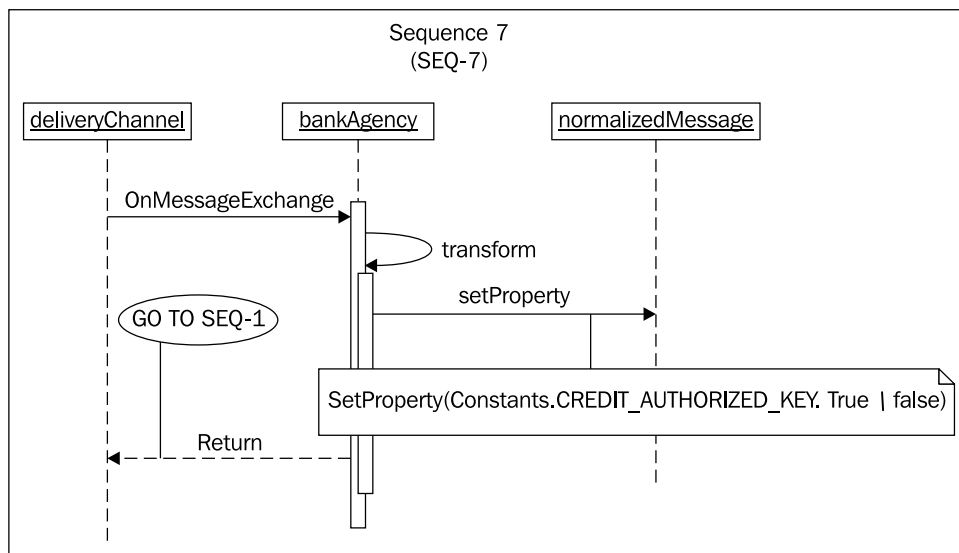 Sequence 7
(SEQ-7)
deliveryChannel
bankAgency
normalizedMessage
OnMessageExchange
transform
setProperty
GO TO SEQ-1
SetProperty(Constants.CREDIT_AUTHORIZED_KEY. True \ false)
Return